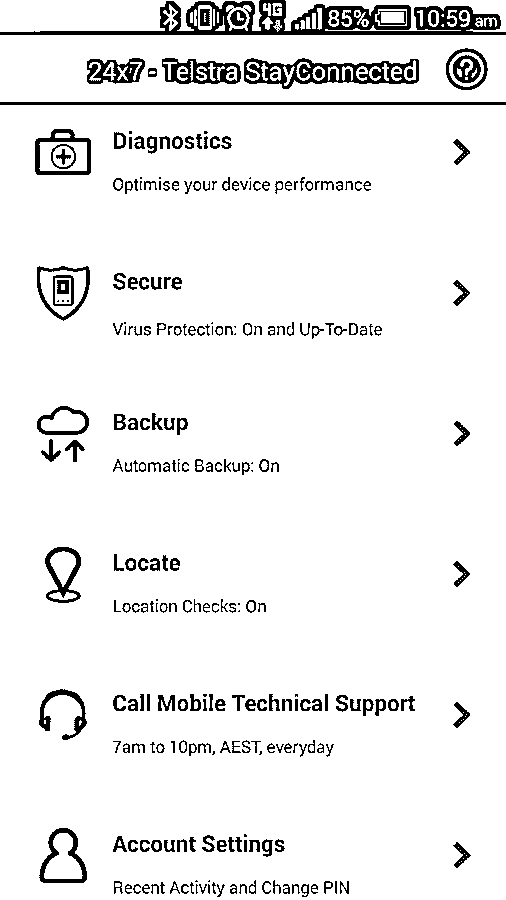 4G 85% 10:59 am
24x7 - Telstra StayConnected
Diagnostics
Optimise your device performance
Secure
Virus Protection: On and Up-To-Date
Backup
Automatic Backup: On
Locate
Location Checks: On
Call Mobile Technical Support
7am to 10pm, AEST, everyday
Account Settings
Recent Activity and Change PIN